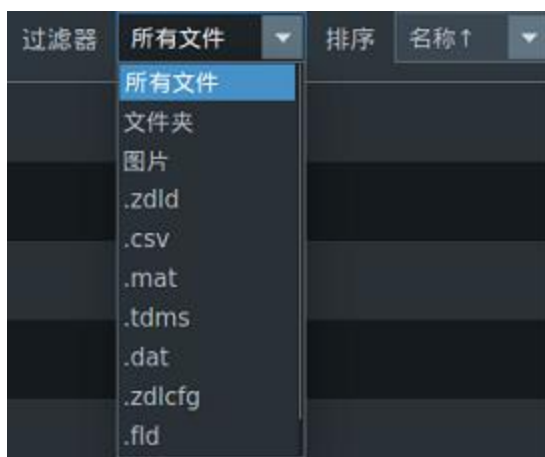 过滤器 所有文件 排序 名称↑
所有文件
文件夹
图片
.zdld
.csv
.mat
.tdms
.dat
.zdlcfg
.fld